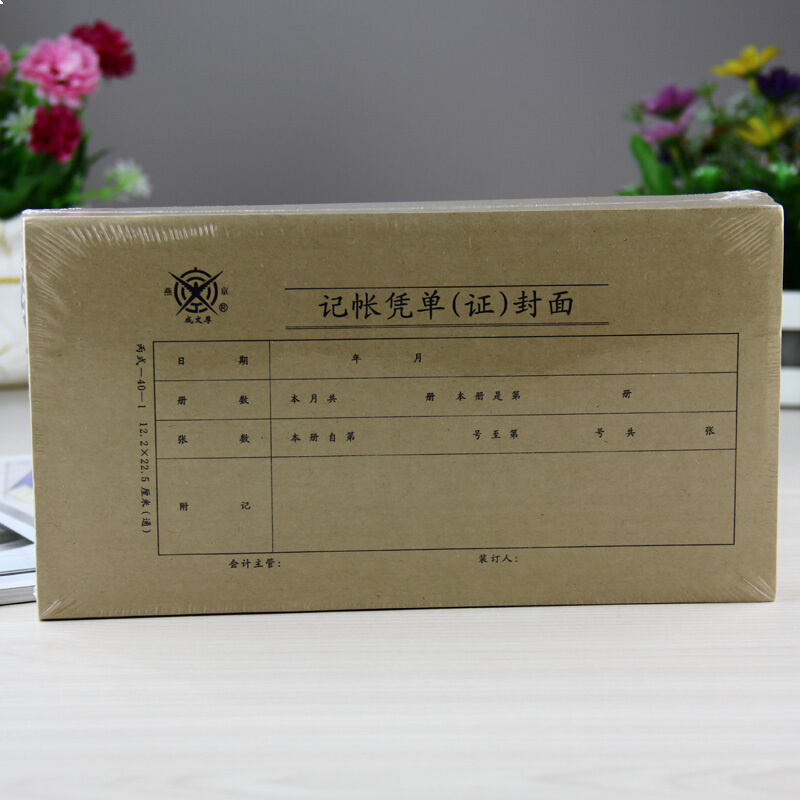 燕 京
®
成文厚
记帐凭单(证)封面
日 期 年 月
册 数 本月共 册 本册是第 册
张 数 本册自第 号至第 号共 张
附 记
会计主管: 装订人:
丙式—40—1 12.2×22.5厘米(通)